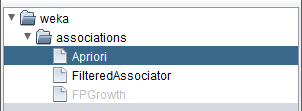 weka
associations
Apriori
FilteredAssociator
FPGrowth